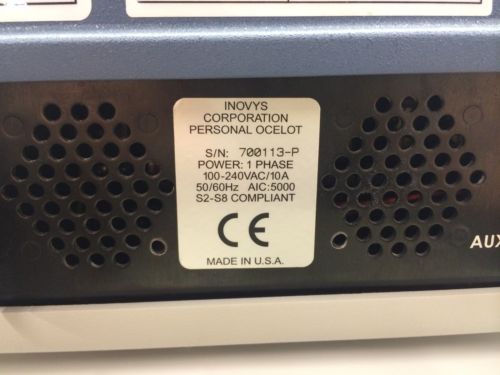 INOVYS
CORPORATION
PERSONAL OCELOT
S/N: 700113-P
POWER: 1 PHASE
100-240VAC/10A
50/60Hz AIC:5000
S2-S8 COMPLIANT
CE
MADE IN U.S.A.
AUX